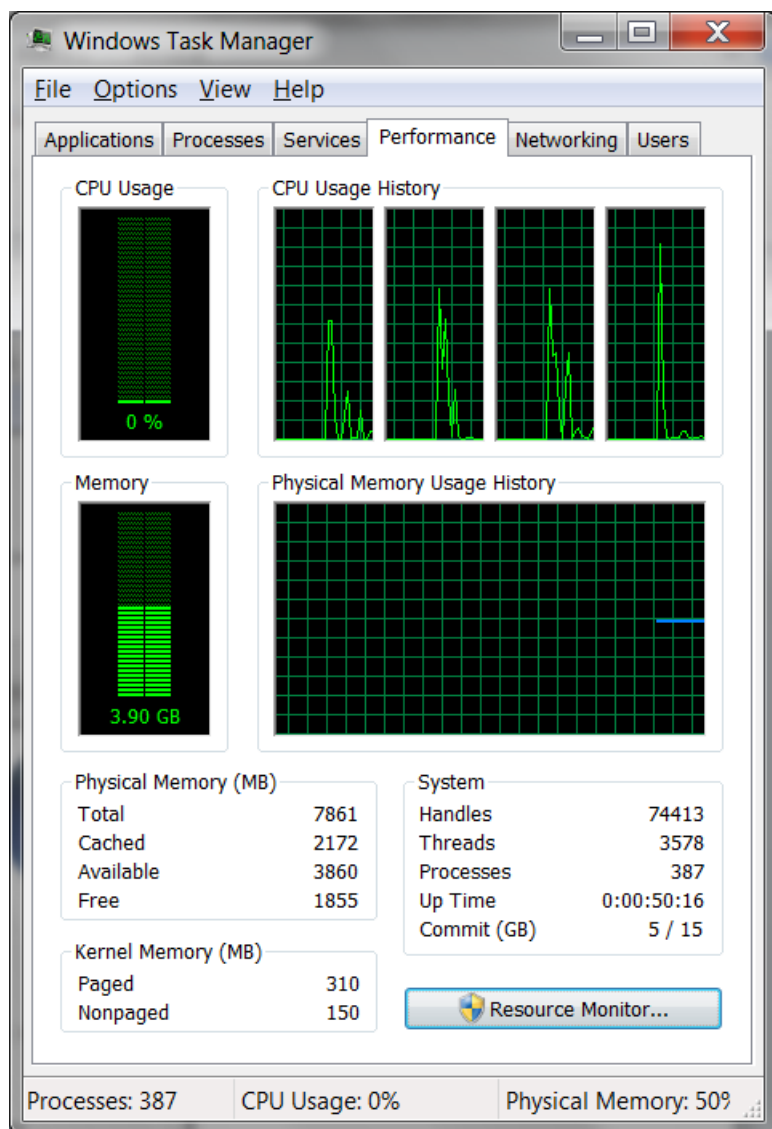 Windows Task Manager
File Options View Help
Applications Processes Services Performance Networking Users
CPU Usage CPU Usage History
0 %
Memory Physical Memory Usage History
3.90 GB
Physical Memory (MB)
Total 7861
Cached 2172
Available 3860
Free 1855
Kernel Memory (MB)
Paged 310
Nonpaged 150
System
Handles 74413
Threads 3578
Processes 387
Up Time 0:00:50:16
Commit (GB) 5 / 15
Resource Monitor...
Processes: 387 CPU Usage: 0% Physical Memory: 50%